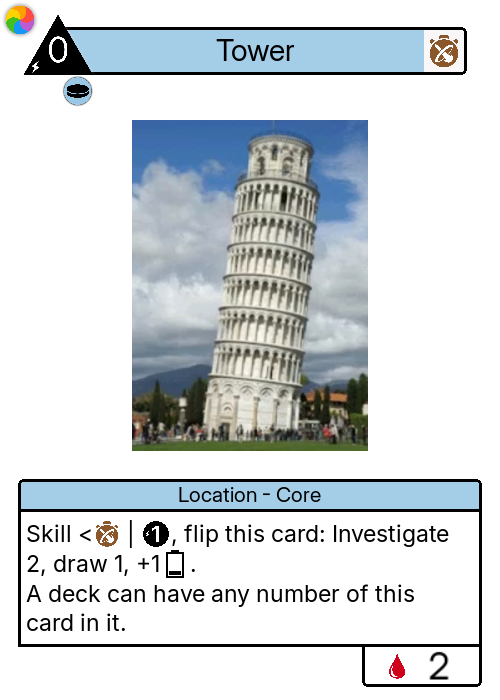 0
Tower
Location - Core
Skill < | 1, flip this card: Investigate
2, draw 1, +1 .
A deck can have any number of this
card in it.
2